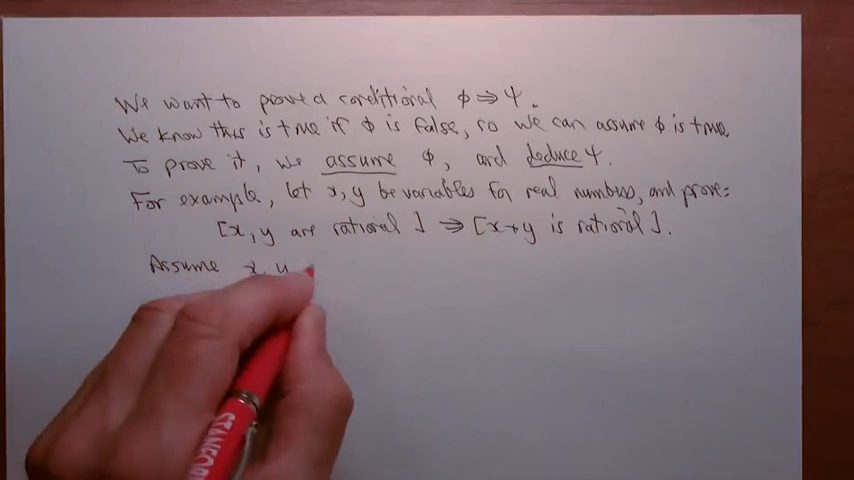 We want to prove a conditional φ ⇒ Ψ.
We know this is true if φ is false, so we can assume φ is true.
To prove it, we assume φ, and deduce Ψ.
For example, let x, y be variables for real numbers, and prove:
[x, y are rational] ⇒ [x+y is rational].
Assume x, y
STANFORD